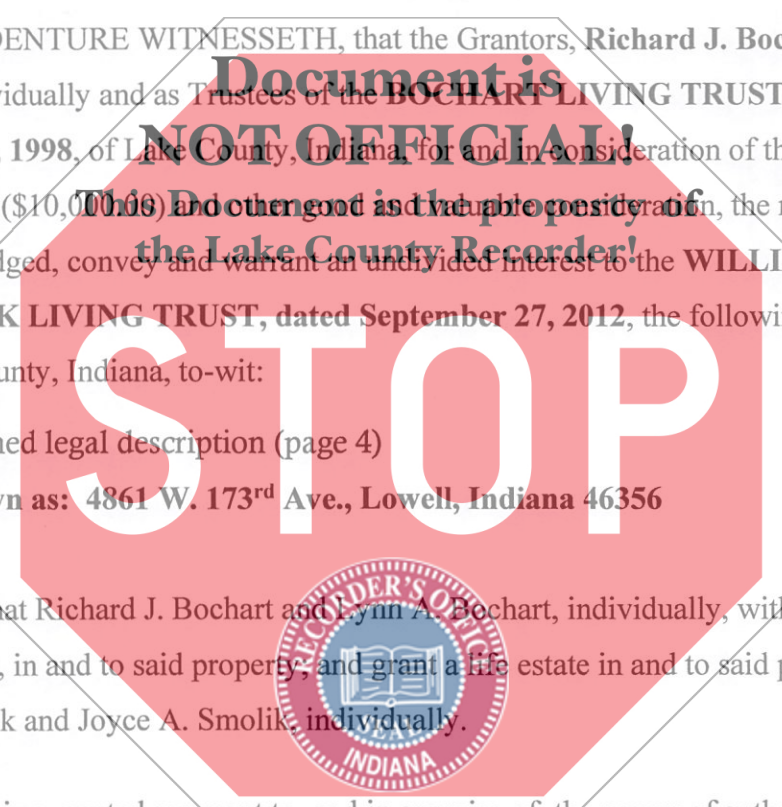 DENTURE WITNESSETH, that the Grantors, Richard J. Boc
Document is
vidually and as Trustees of the BOCHART LIVING TRUST
NOT OFFICIAL!
1998, of Lake County, Indiana, for and in consideration of th
This Document is the property of
($10,000.00) and other good and valuable consideration, the
the Lake County Recorder!
dged, convey and warrant an undivided interest to the WILLI
K LIVING TRUST, dated September 27, 2012, the followi
unty, Indiana, to-wit:
STOP
ned legal description (page 4)
n as: 4861 W. 173rd Ave., Lowell, Indiana 46356
at Richard J. Bochart and Lynn A. Bochart, individually, wit
RECORDER'S OFFICE
, in and to said property, and grant a life estate in and to said p
k and Joyce A. Smolik, individually.
SEAL
INDIANA